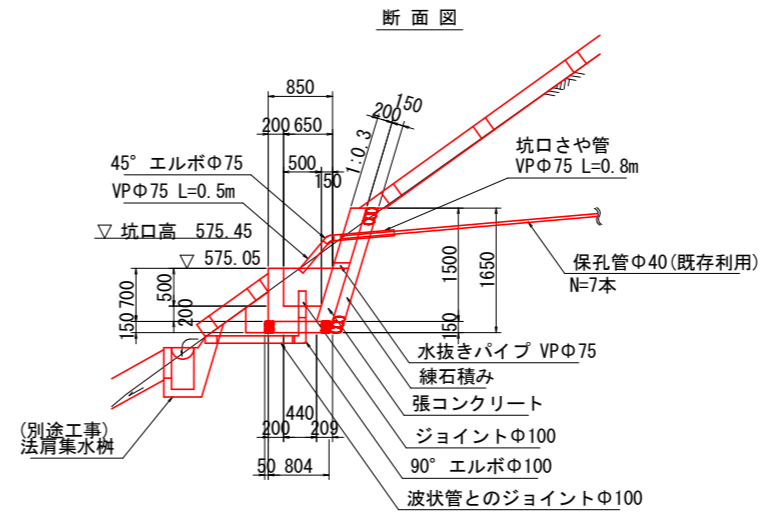 断 面 図
850
200 650
500
150
1:0.3
200
150
45° エルボΦ75
VPΦ75 L=0.5m
坑口さや管
VPΦ75 L=0.8m
▽ 坑口高 575.45
▽ 575.05
保孔管Φ40(既存利用)
N=7本
700
500
150
200
1500
1650
150
水抜きパイプ VPΦ75
練石積み
張コンクリート
ジョイントΦ100
90° エルボΦ100
波状管とのジョイントΦ100
440
200
209
50 804
(別途工事)
法肩集水桝